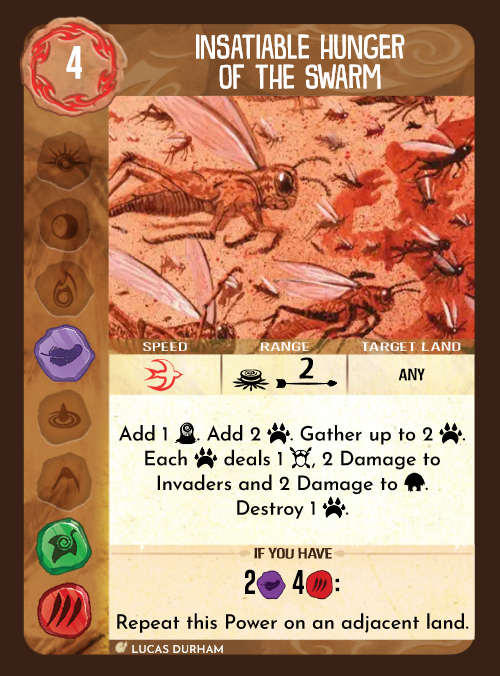 4
INSATIABLE HUNGER
OF THE SWARM
SPEED RANGE TARGET LAND
2 ANY
Add 1 . Add 2 . Gather up to 2 .
Each deals 1 , 2 Damage to
Invaders and 2 Damage to .
Destroy 1 .
IF YOU HAVE
2 4 :
Repeat this Power on an adjacent land.
LUCAS DURHAM